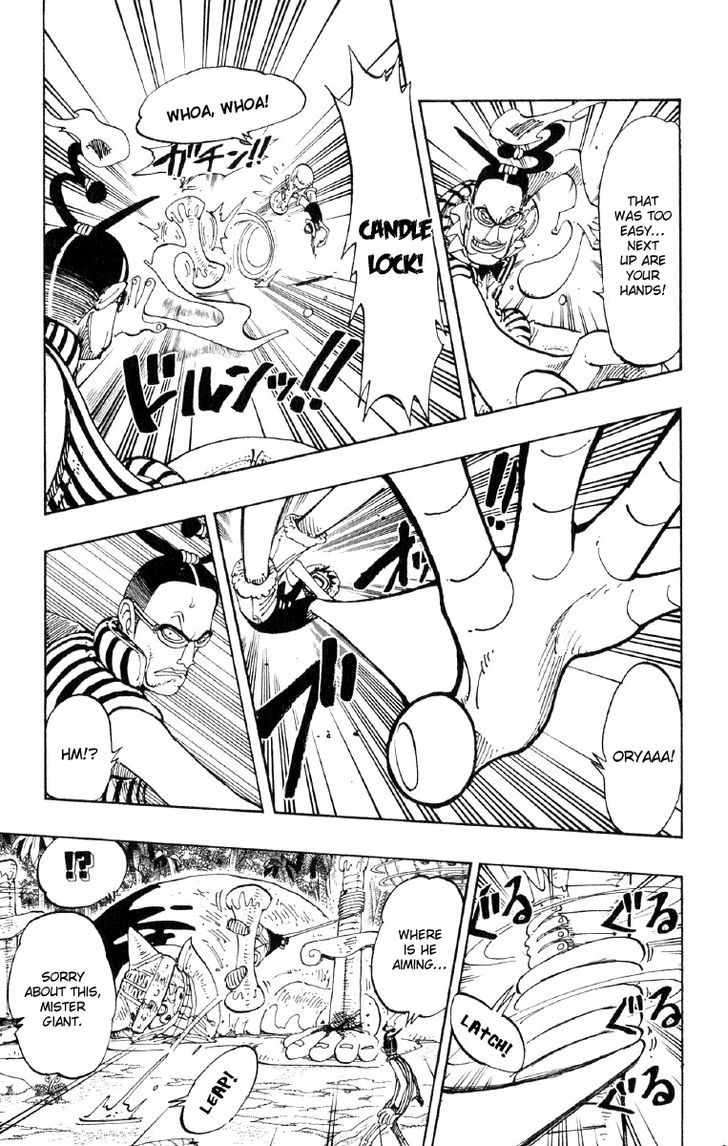 THAT
WAS TOO
EASY...
NEXT
UP ARE
YOUR
HANDS!
CANDLE
LOCK!
WHOA, WHOA!
ガチン!!
ドルンッ!!
ORYAAA!
HM!?
ぐる
ぐる
ぐる
ぐる
LATCH!
WHERE
IS HE
AIMING...
!?
SORRY
ABOUT THIS,
MISTER
GIANT.
LEAP!